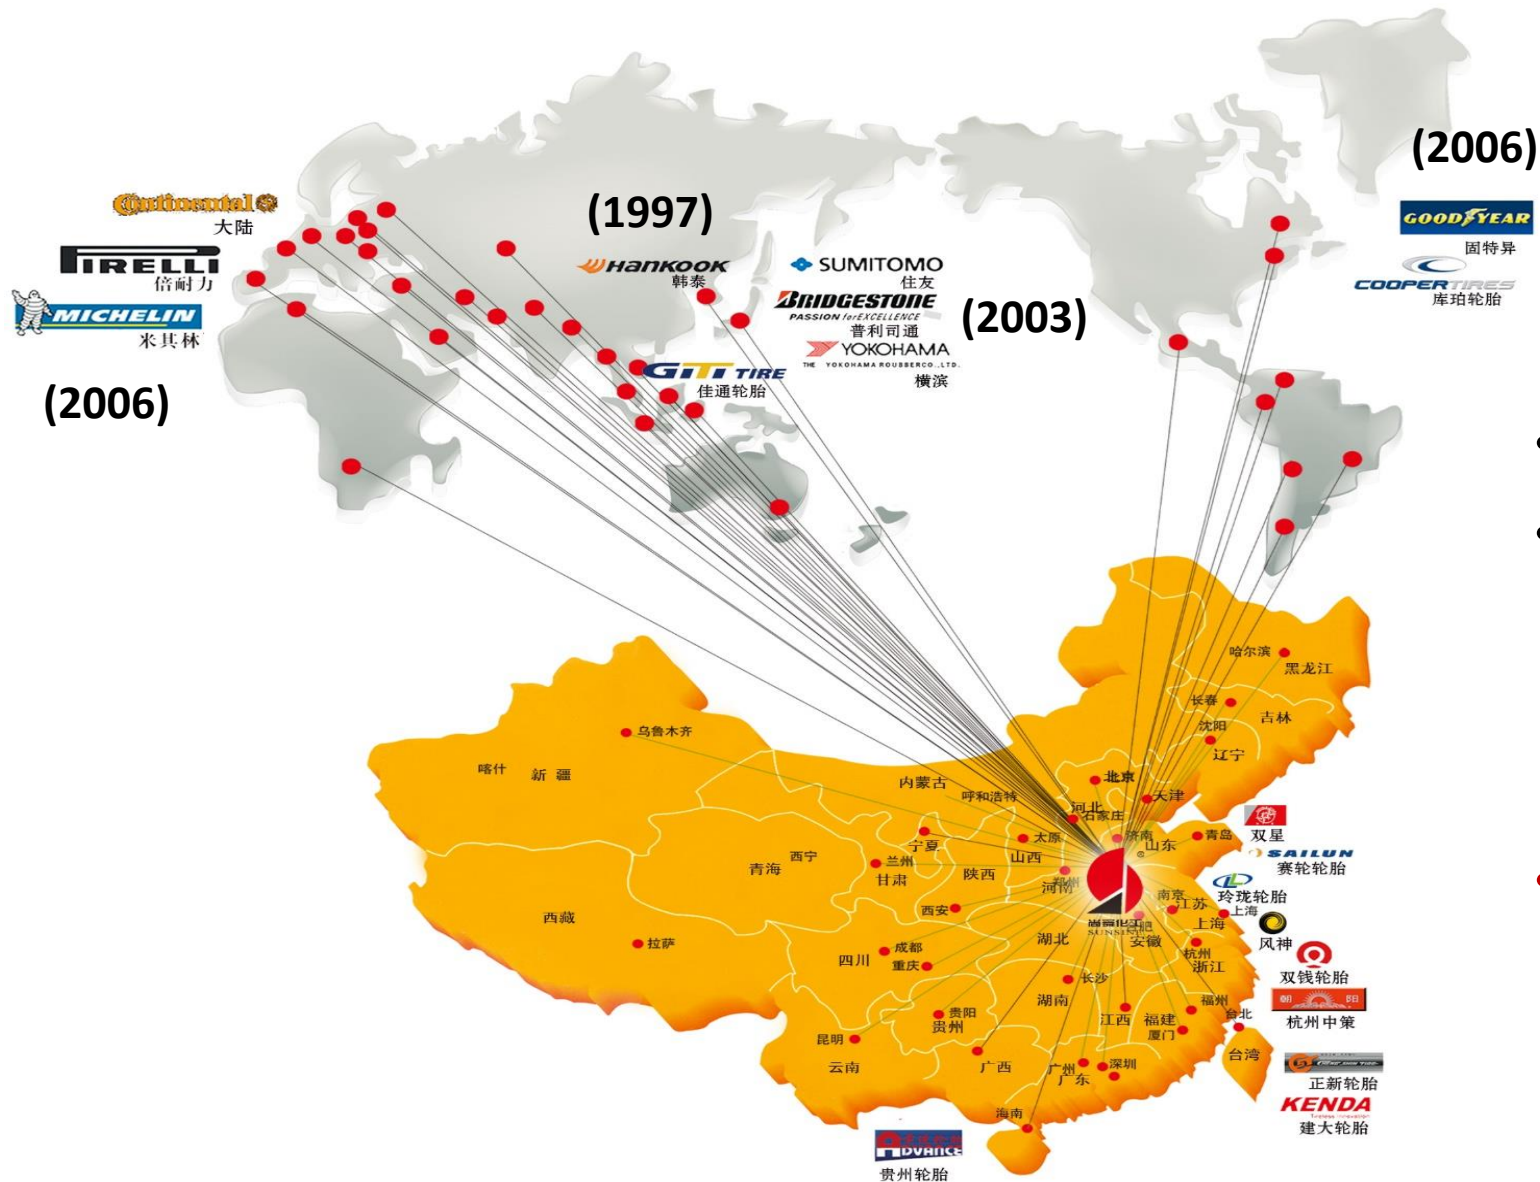 (2006)
Continental
大陆
GOODYEAR
固特异
(1997)
PIRELLI
倍耐力
HANKOOK
韩泰
SUMITOMO
住友
COOPERTIRES
库珀轮胎
MICHELIN
米其林
BRIDGESTONE
PASSION for EXCELLENCE
普利司通
(2003)
YOKOHAMA
THE YOKOHAMA ROUBBERCO.,LTD.
横滨
GiTi TIRE
佳通轮胎
(2006)
哈尔滨
黑龙江
长春
吉林
沈阳
辽宁
乌鲁木齐
喀什
新疆
内蒙古
呼和浩特
北京
天津
河北
石家庄
太原
山西
济南
山东
青岛
双星
SAILUN
赛轮轮胎
宁夏
西宁
青海
兰州
甘肃
陕西
郑州
河南
玲珑轮胎
南京
江苏
上海
上海
西安
西藏
拉萨
SUNSINE
合肥
安徽
湖北
风神
杭州
浙江
成都
四川
重庆
双钱轮胎
长沙
湖南
朝阳
杭州中策
贵阳
贵州
江西
福州
福建
厦门
台北
台湾
昆明
云南
广西
广州
广东
深圳
正新轮胎
KENDA
建大轮胎
海南
ADVANCE
贵州轮胎